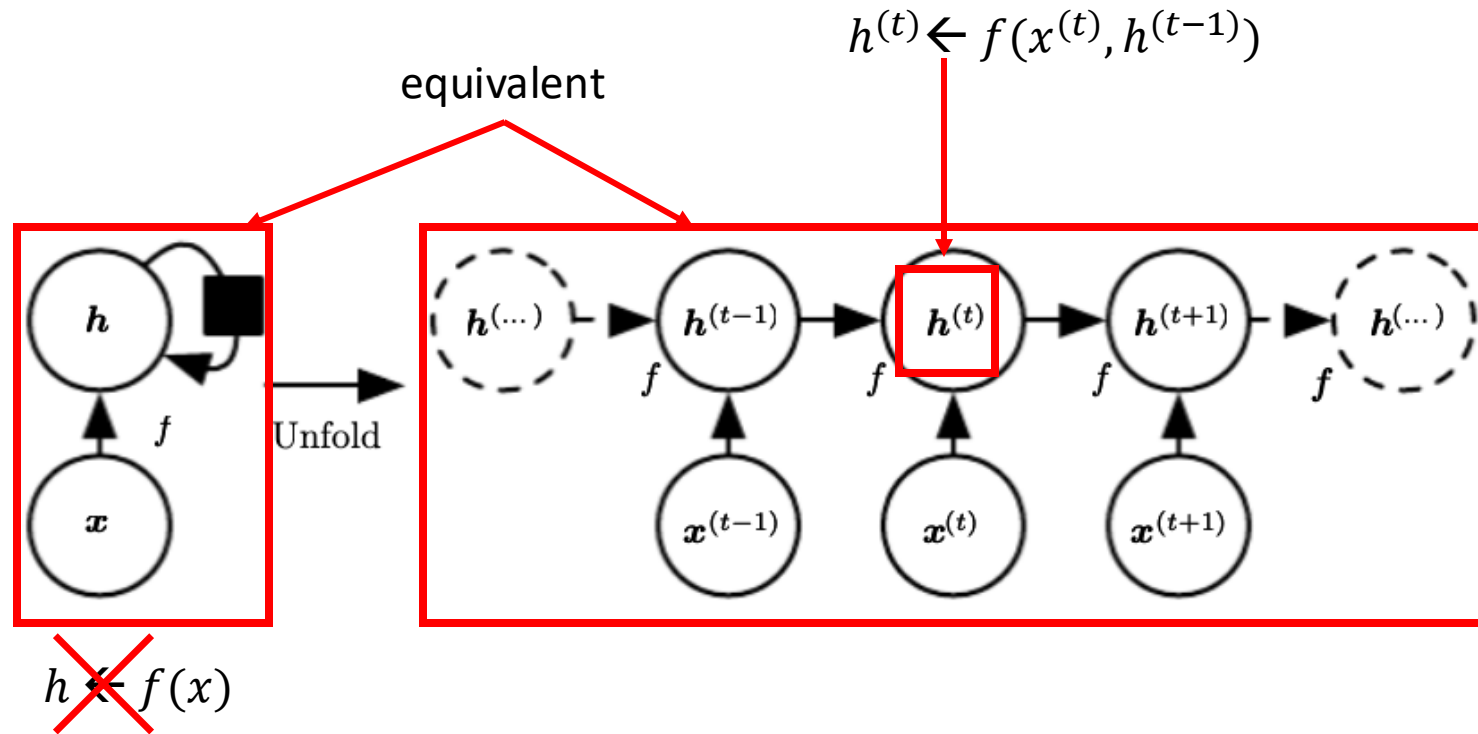 h^{(t)} ← f(x^{(t)}, h^{(t−1)})
equivalent
h
h^{(...)}
h^{(t−1)}
h^{(t)}
h^{(t+1)}
h^{(...)}
f
f
f
f
f
Unfold
x
x^{(t−1)}
x^{(t)}
x^{(t+1)}
h ← f(x)